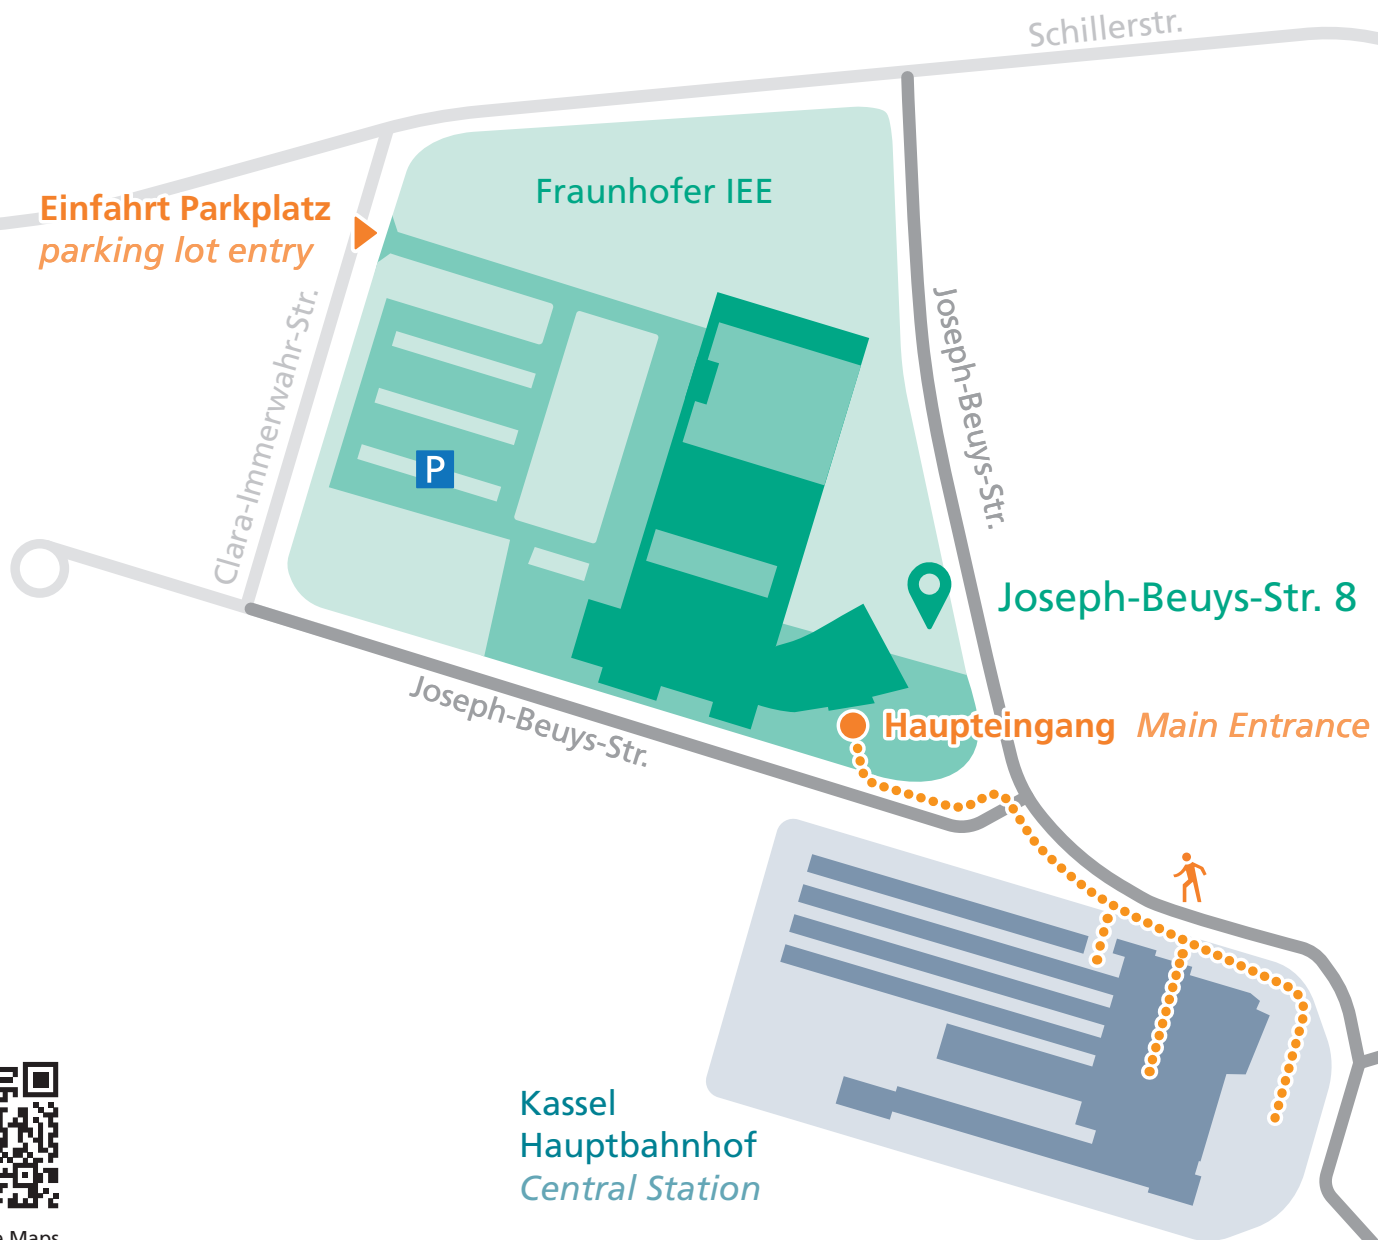 Schillerstr.
Fraunhofer IEE
Einfahrt Parkplatz
parking lot entry
Clara-Immerwahr-Str.
Joseph-Beuys-Str.
P
Joseph-Beuys-Str. 8
Joseph-Beuys-Str.
Haupteingang Main Entrance
Kassel
Hauptbahnhof
Central Station
Maps